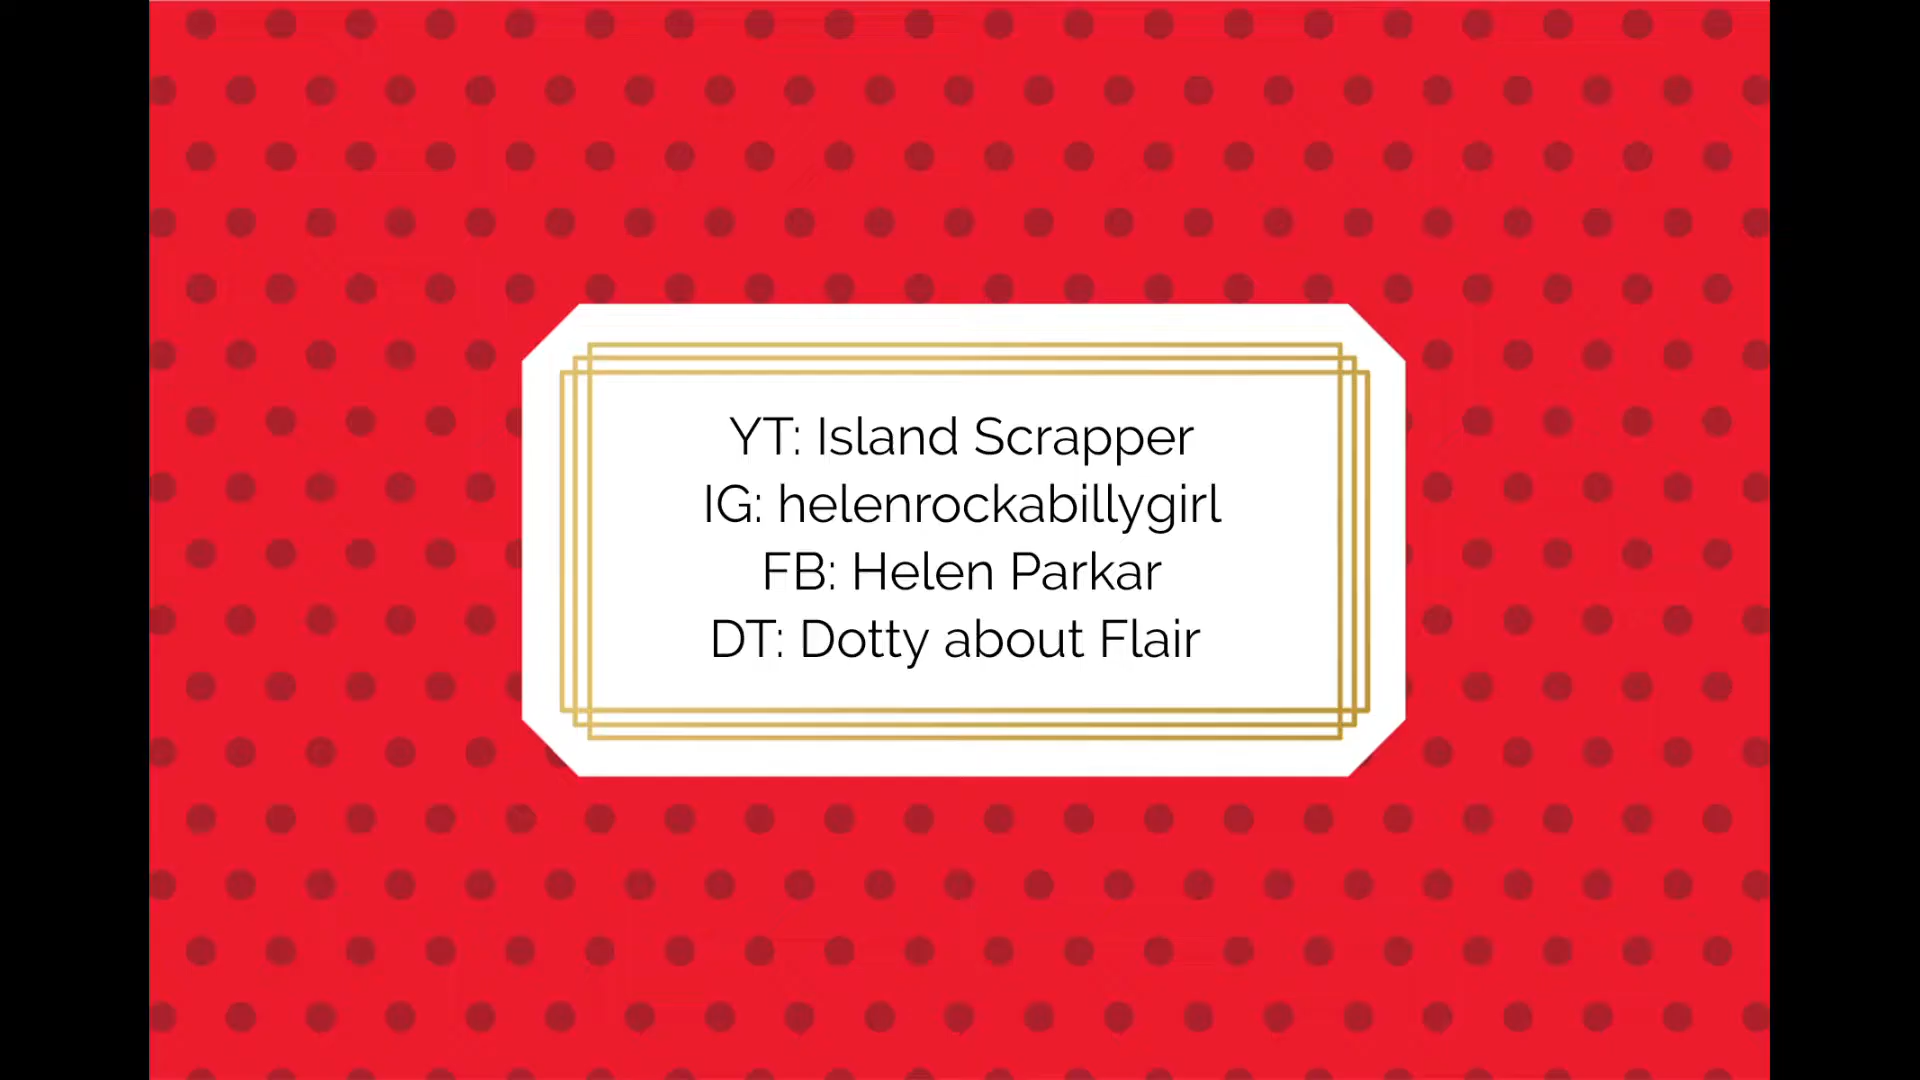 YT: Island Scrapper
IG: helenrockabillygirl
FB: Helen Parkar
DT: Dotty about Flair